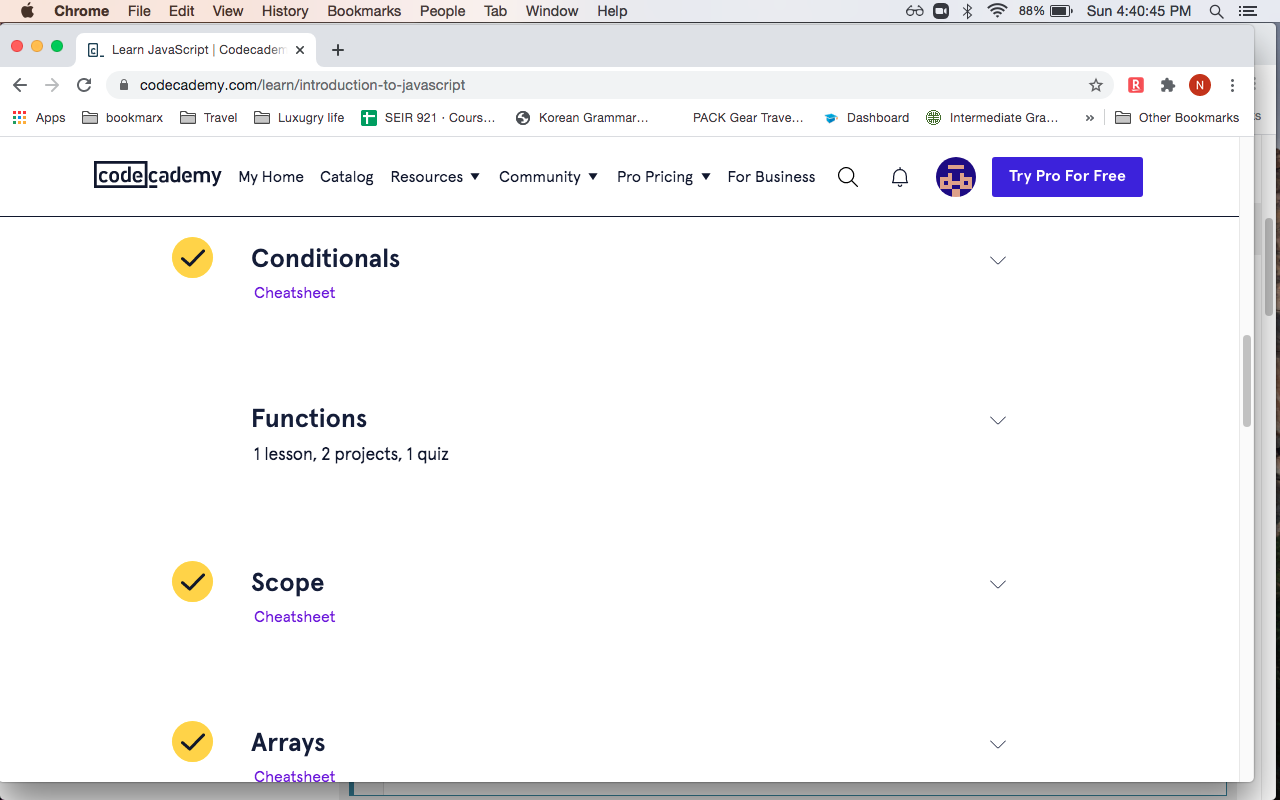 Chrome File Edit View History Bookmarks People Tab Window Help 88% Sun 4:40:45 PM
Learn JavaScript | Codecadem
codecademy.com/learn/introduction-to-javascript R N
Apps bookmarx Travel Luxugry life SEIR 921 · Cours... Korean Grammar... PACK Gear Trave... Dashboard Intermediate Gra... » Other Bookmarks
codecademy My Home Catalog Resources Community Pro Pricing For Business Try Pro For Free
Conditionals
Cheatsheet
Functions
1 lesson, 2 projects, 1 quiz
Scope
Cheatsheet
Arrays
Cheatsheet